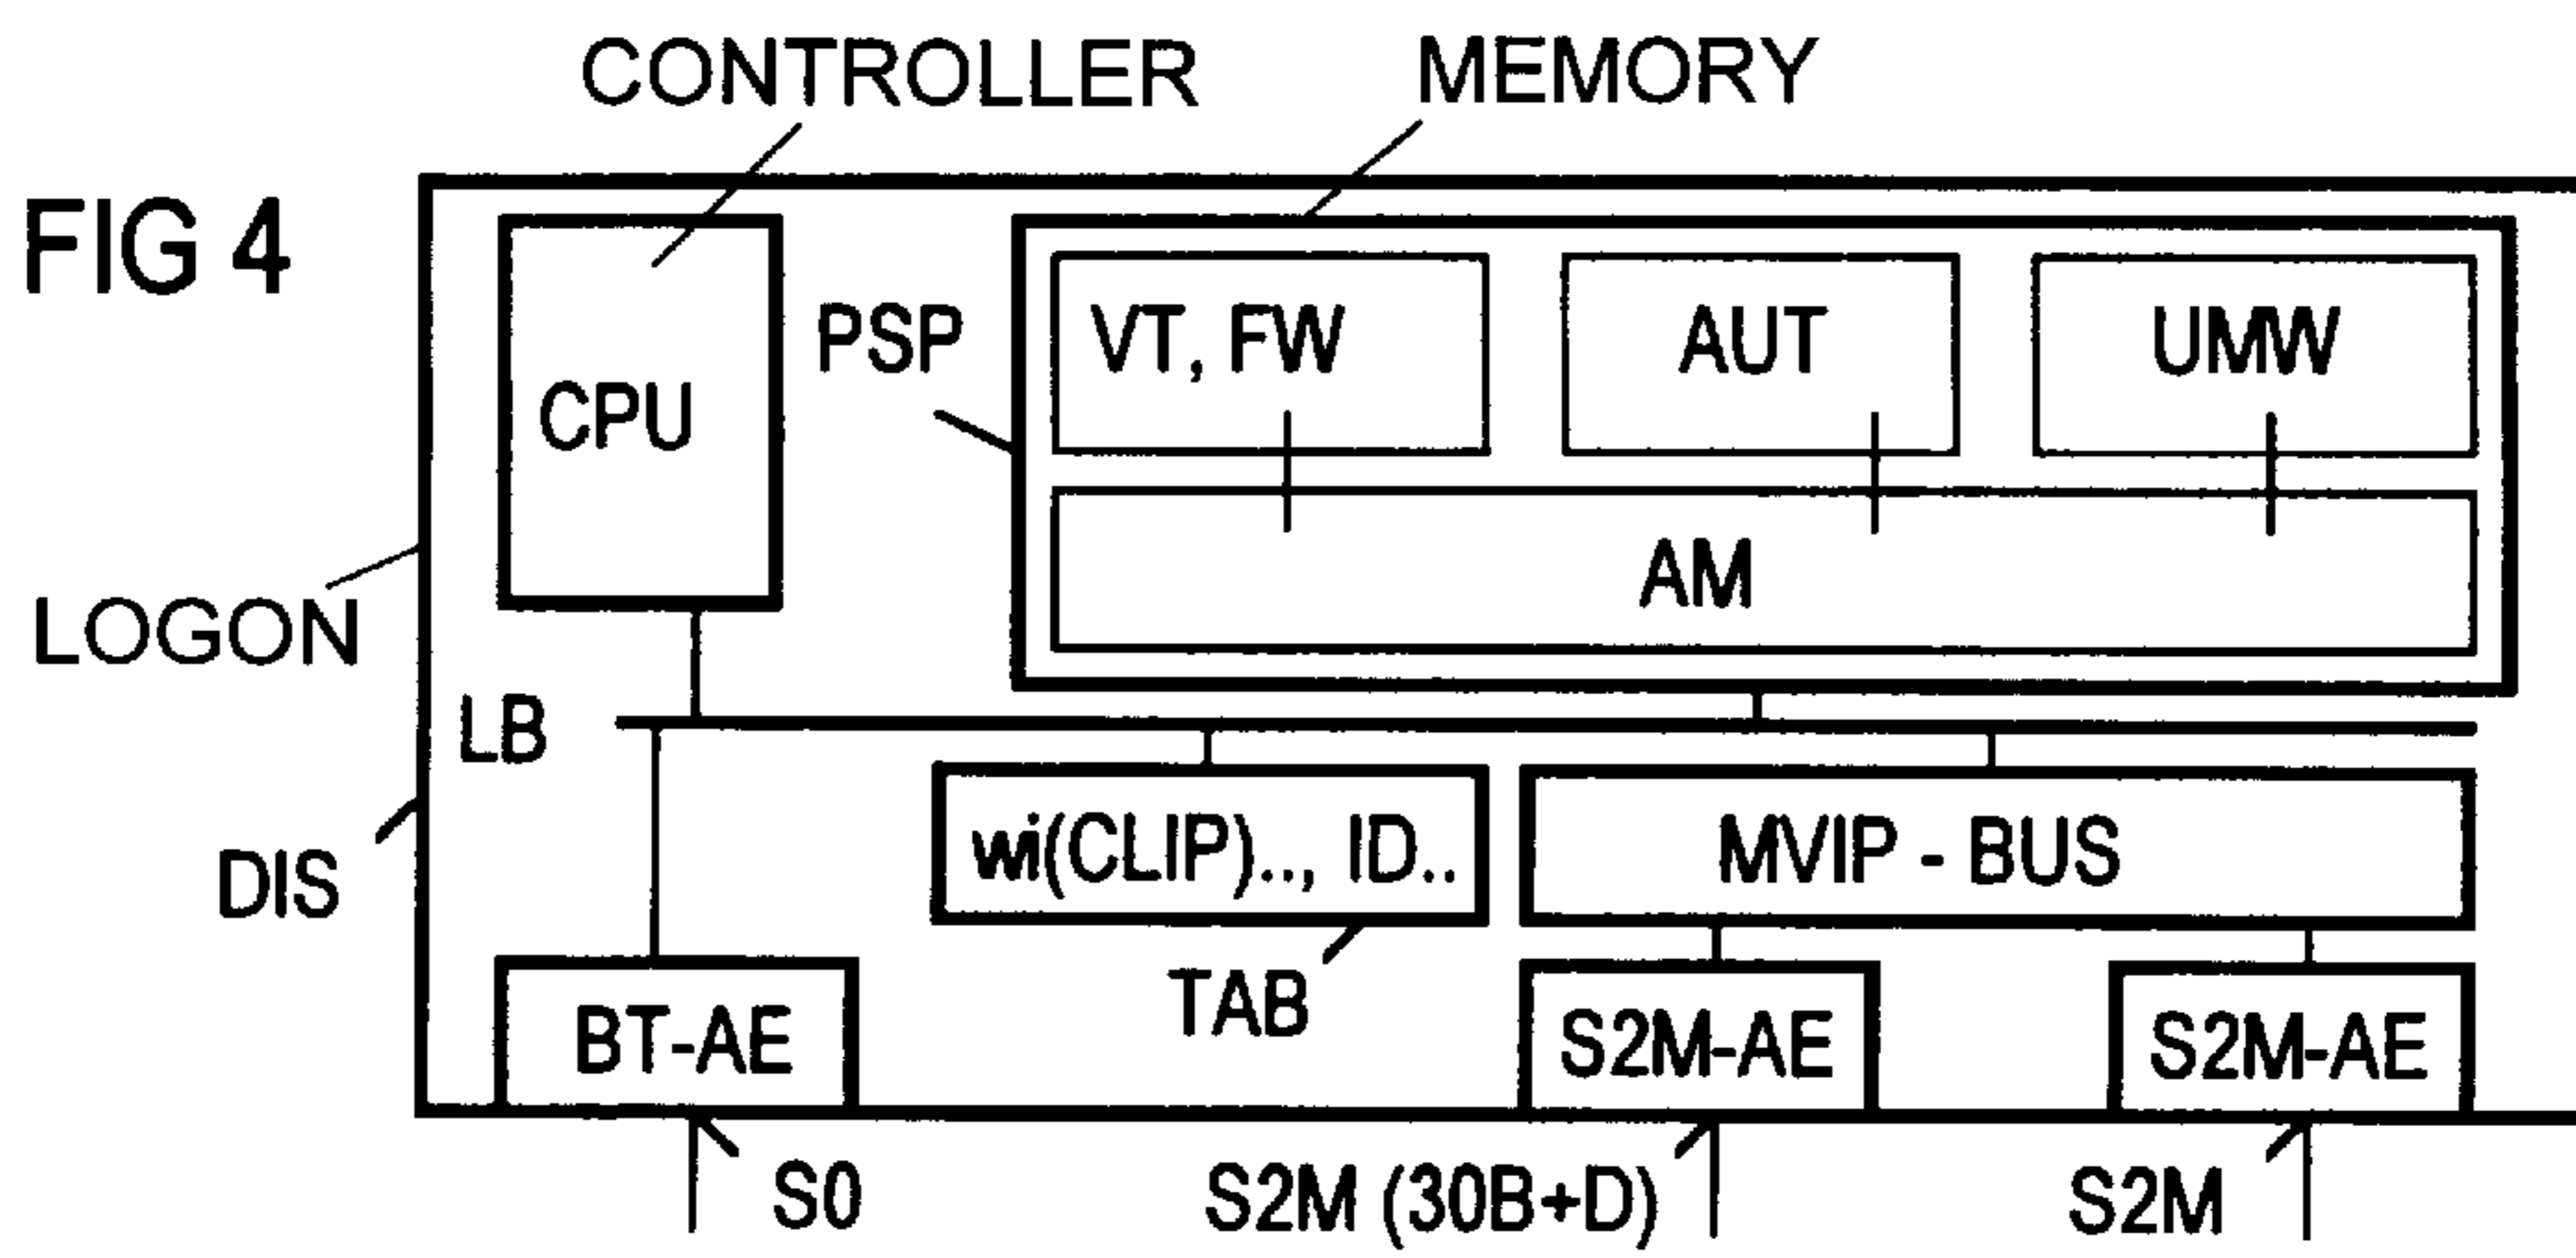 CONTROLLER
MEMORY
FIG 4
PSP
VT, FW
AUT
UMW
CPU
AM
LOGON
LB
DIS
wi(CLIP).., ID..
MVIP - BUS
TAB
BT-AE
S2M-AE
S2M-AE
S0
S2M (30B+D)
S2M